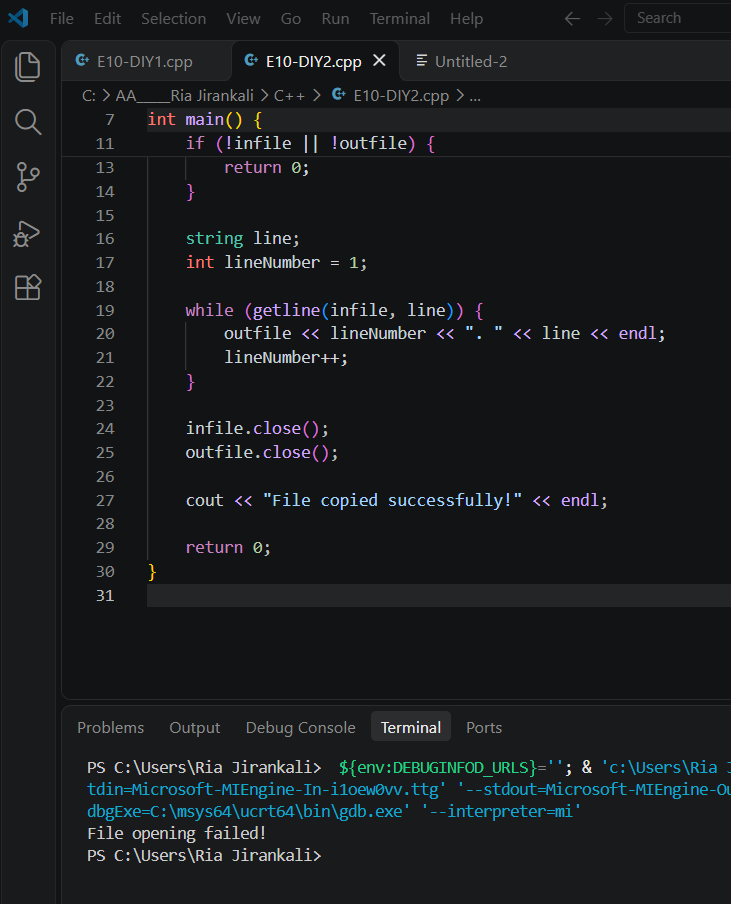 File Edit Selection View Go Run Terminal Help Search
E10-DIY1.cpp E10-DIY2.cpp Untitled-2
C: > AA____Ria Jirankali > C++ > E10-DIY2.cpp > ...
7 int main() {
11     if (!infile || !outfile) {
13         return 0;
14     }
15
16     string line;
17     int lineNumber = 1;
18
19     while (getline(infile, line)) {
20         outfile << lineNumber << ". " << line << endl;
21         lineNumber++;
22     }
23
24     infile.close();
25     outfile.close();
26
27     cout << "File copied successfully!" << endl;
28
29     return 0;
30 }
31
Problems Output Debug Console Terminal Ports
PS C:\Users\Ria Jirankali>  ${env:DEBUGINFOD_URLS}=''; & 'c:\Users\Ria
tdin=Microsoft-MIEngine-In-i1oew0vv.ttg' '--stdout=Microsoft-MIEngine-Ou
dbgExe=C:\msys64\ucrt64\bin\gdb.exe' '--interpreter=mi'
File opening failed!
PS C:\Users\Ria Jirankali>